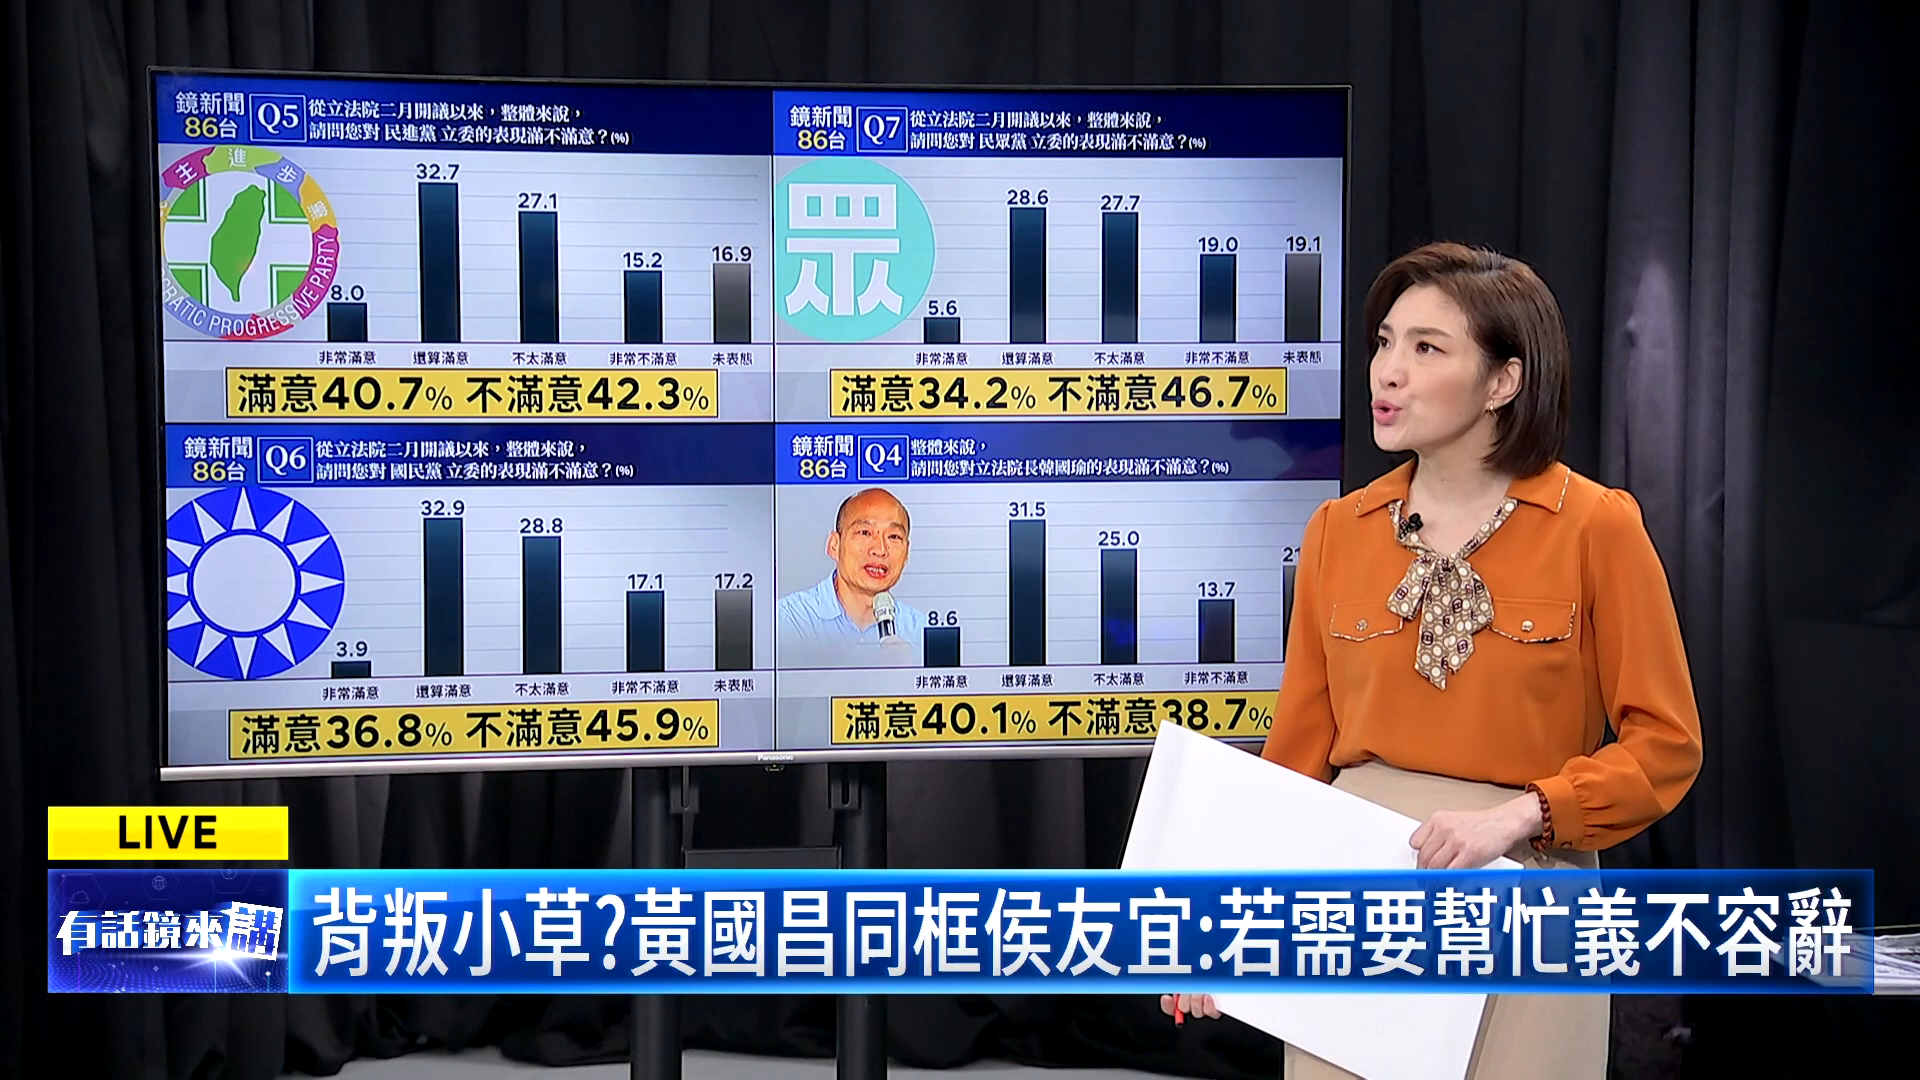 鏡新聞
86台
Q5
從立法院二月開議以來，整體來說，
請問您對 民進黨 立委的表現滿不滿意？(%)
主 進 步 黨
CRATIC PROGRESSIVE PARTY
8.0
32.7
27.1
15.2
16.9
非常滿意 還算滿意 不太滿意 非常不滿意 未表態
滿意40.7% 不滿意42.3%
鏡新聞
86台
Q7
從立法院二月開議以來，整體來說，
請問您對 民眾黨 立委的表現滿不滿意？(%)
眾
5.6
28.6
27.7
19.0
19.1
非常滿意 還算滿意 不太滿意 非常不滿意 未表態
滿意34.2% 不滿意46.7%
鏡新聞
86台
Q6
從立法院二月開議以來，整體來說，
請問您對 國民黨 立委的表現滿不滿意？(%)
3.9
32.9
28.8
17.1
17.2
非常滿意 還算滿意 不太滿意 非常不滿意 未表態
滿意36.8% 不滿意45.9%
鏡新聞
86台
Q4
整體來說，
請問您對立法院長韓國瑜的表現滿不滿意？(%)
8.6
31.5
25.0
13.7
非常滿意 還算滿意 不太滿意 非常不滿意
滿意40.1% 不滿意38.7%
Panasonic
LIVE
有話鏡來講
背叛小草?黃國昌同框侯友宜:若需要幫忙義不容辭